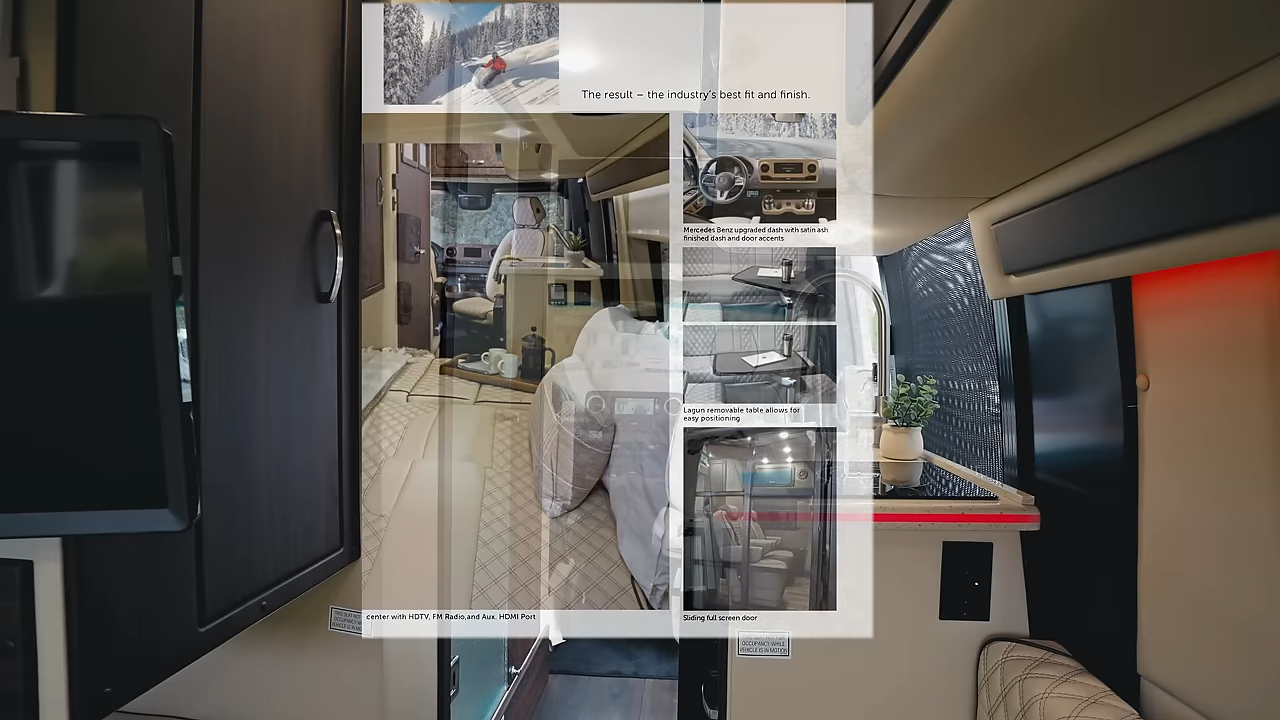 The result – the industry's best fit and finish.
Mercedes Benz upgraded dash with satin ash
finished dash and door accents
Lagun removable table allows for
easy positioning
center with HDTV, FM Radio,and Aux. HDMI Port
Sliding full screen door
OCCUPANCY WHILE
VEHICLE IS IN MOTION